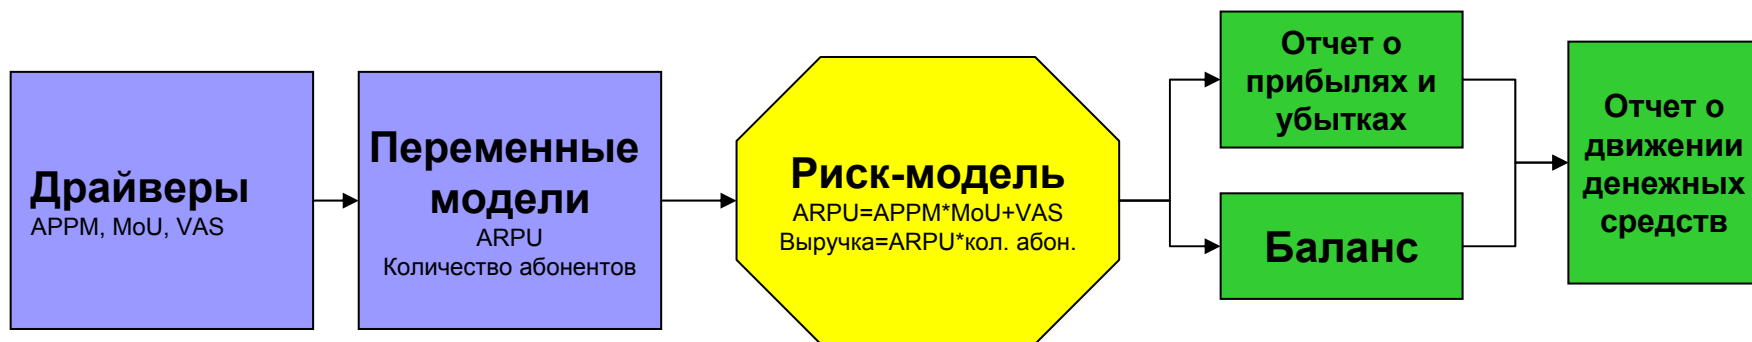 Драйверы
APPM, MoU, VAS
Переменные
модели
ARPU
Количество абонентов
Риск-модель
ARPU=APPM*MoU+VAS
Выручка=ARPU*кол. абон.
Отчет о
прибылях и
убытках
Баланс
Отчет о
движении
денежных
средств